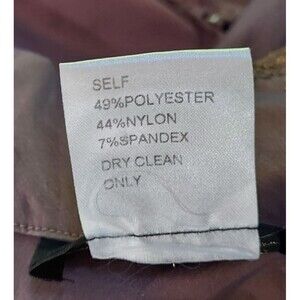 SELF
49%POLYESTER
44%NYLON
7%SPANDEX
DRY CLEAN
ONLY